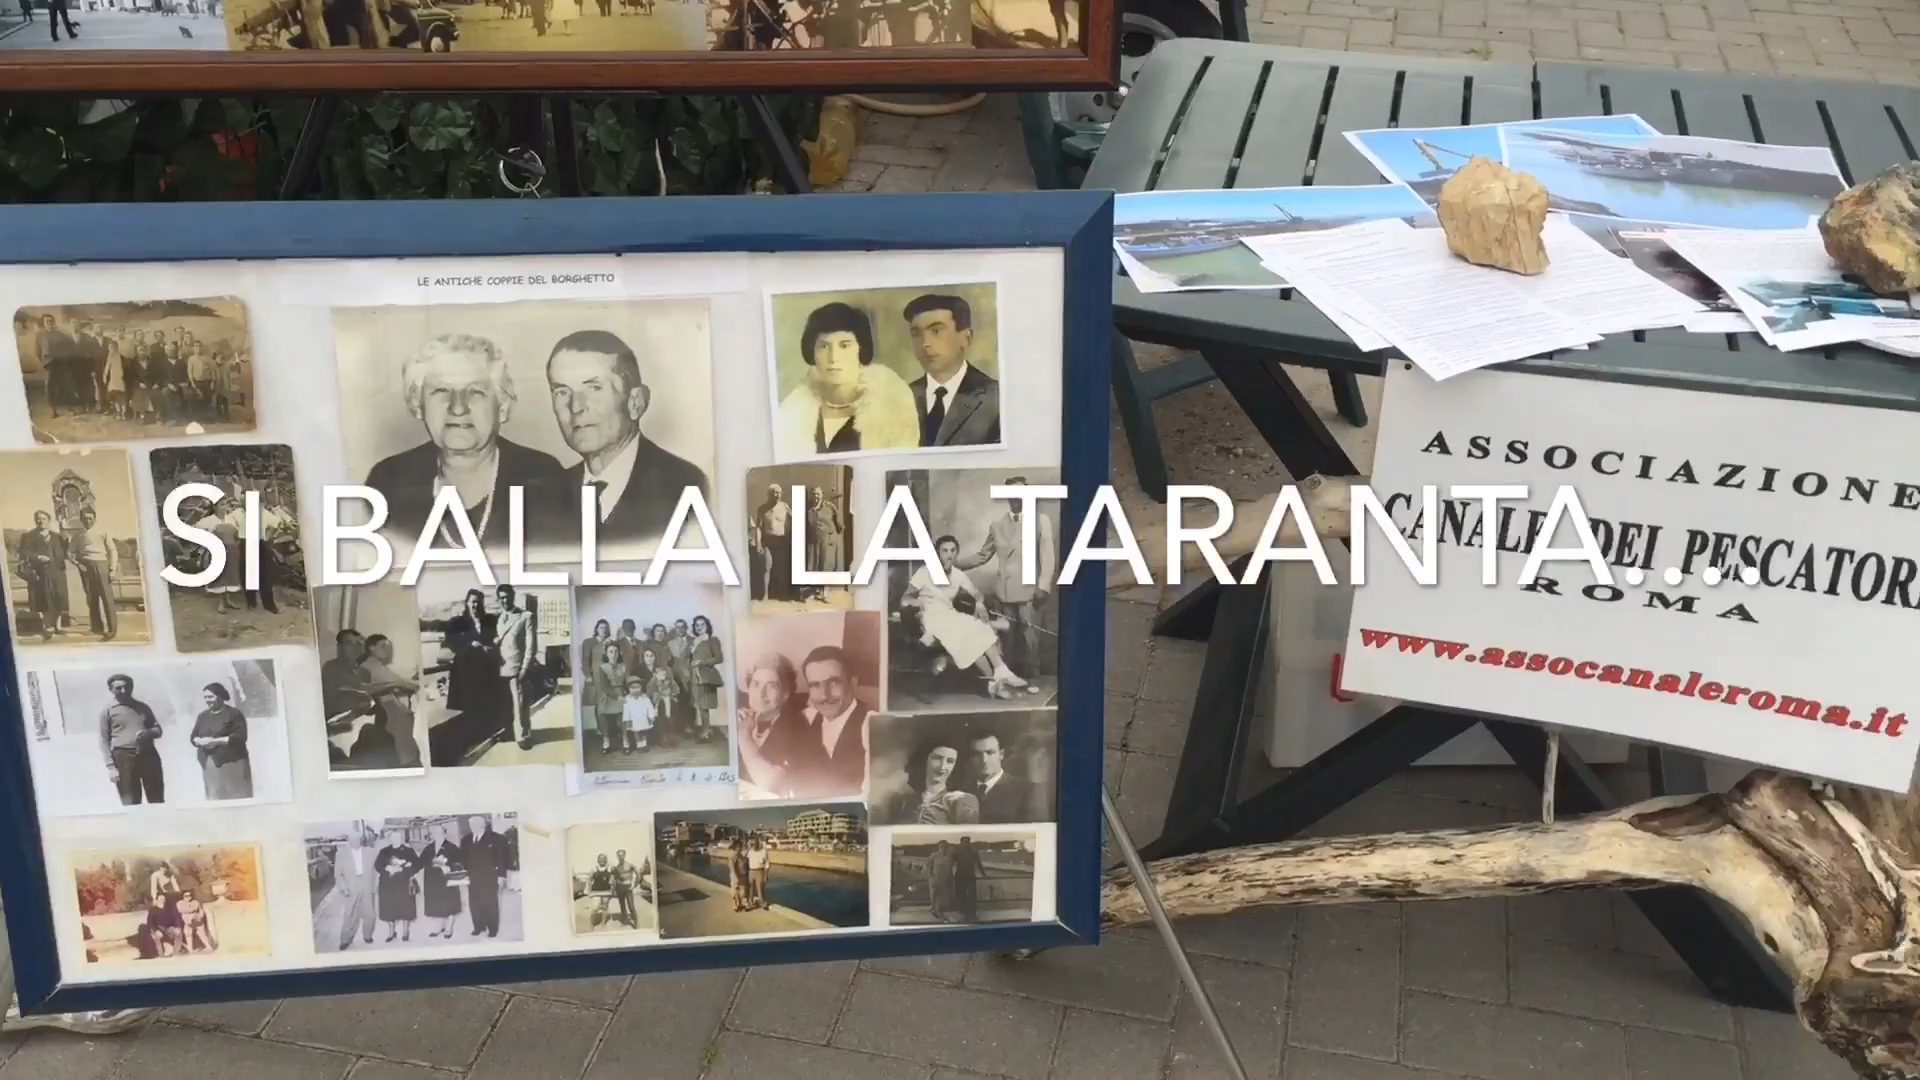 LE ANTICHE COPPIE DEL BORGHETTO
SI BALLA LA TARANTA....
ASSOCIAZIONE
CANALE DEI PESCATORI
ROMA
www.assocanaleroma.it